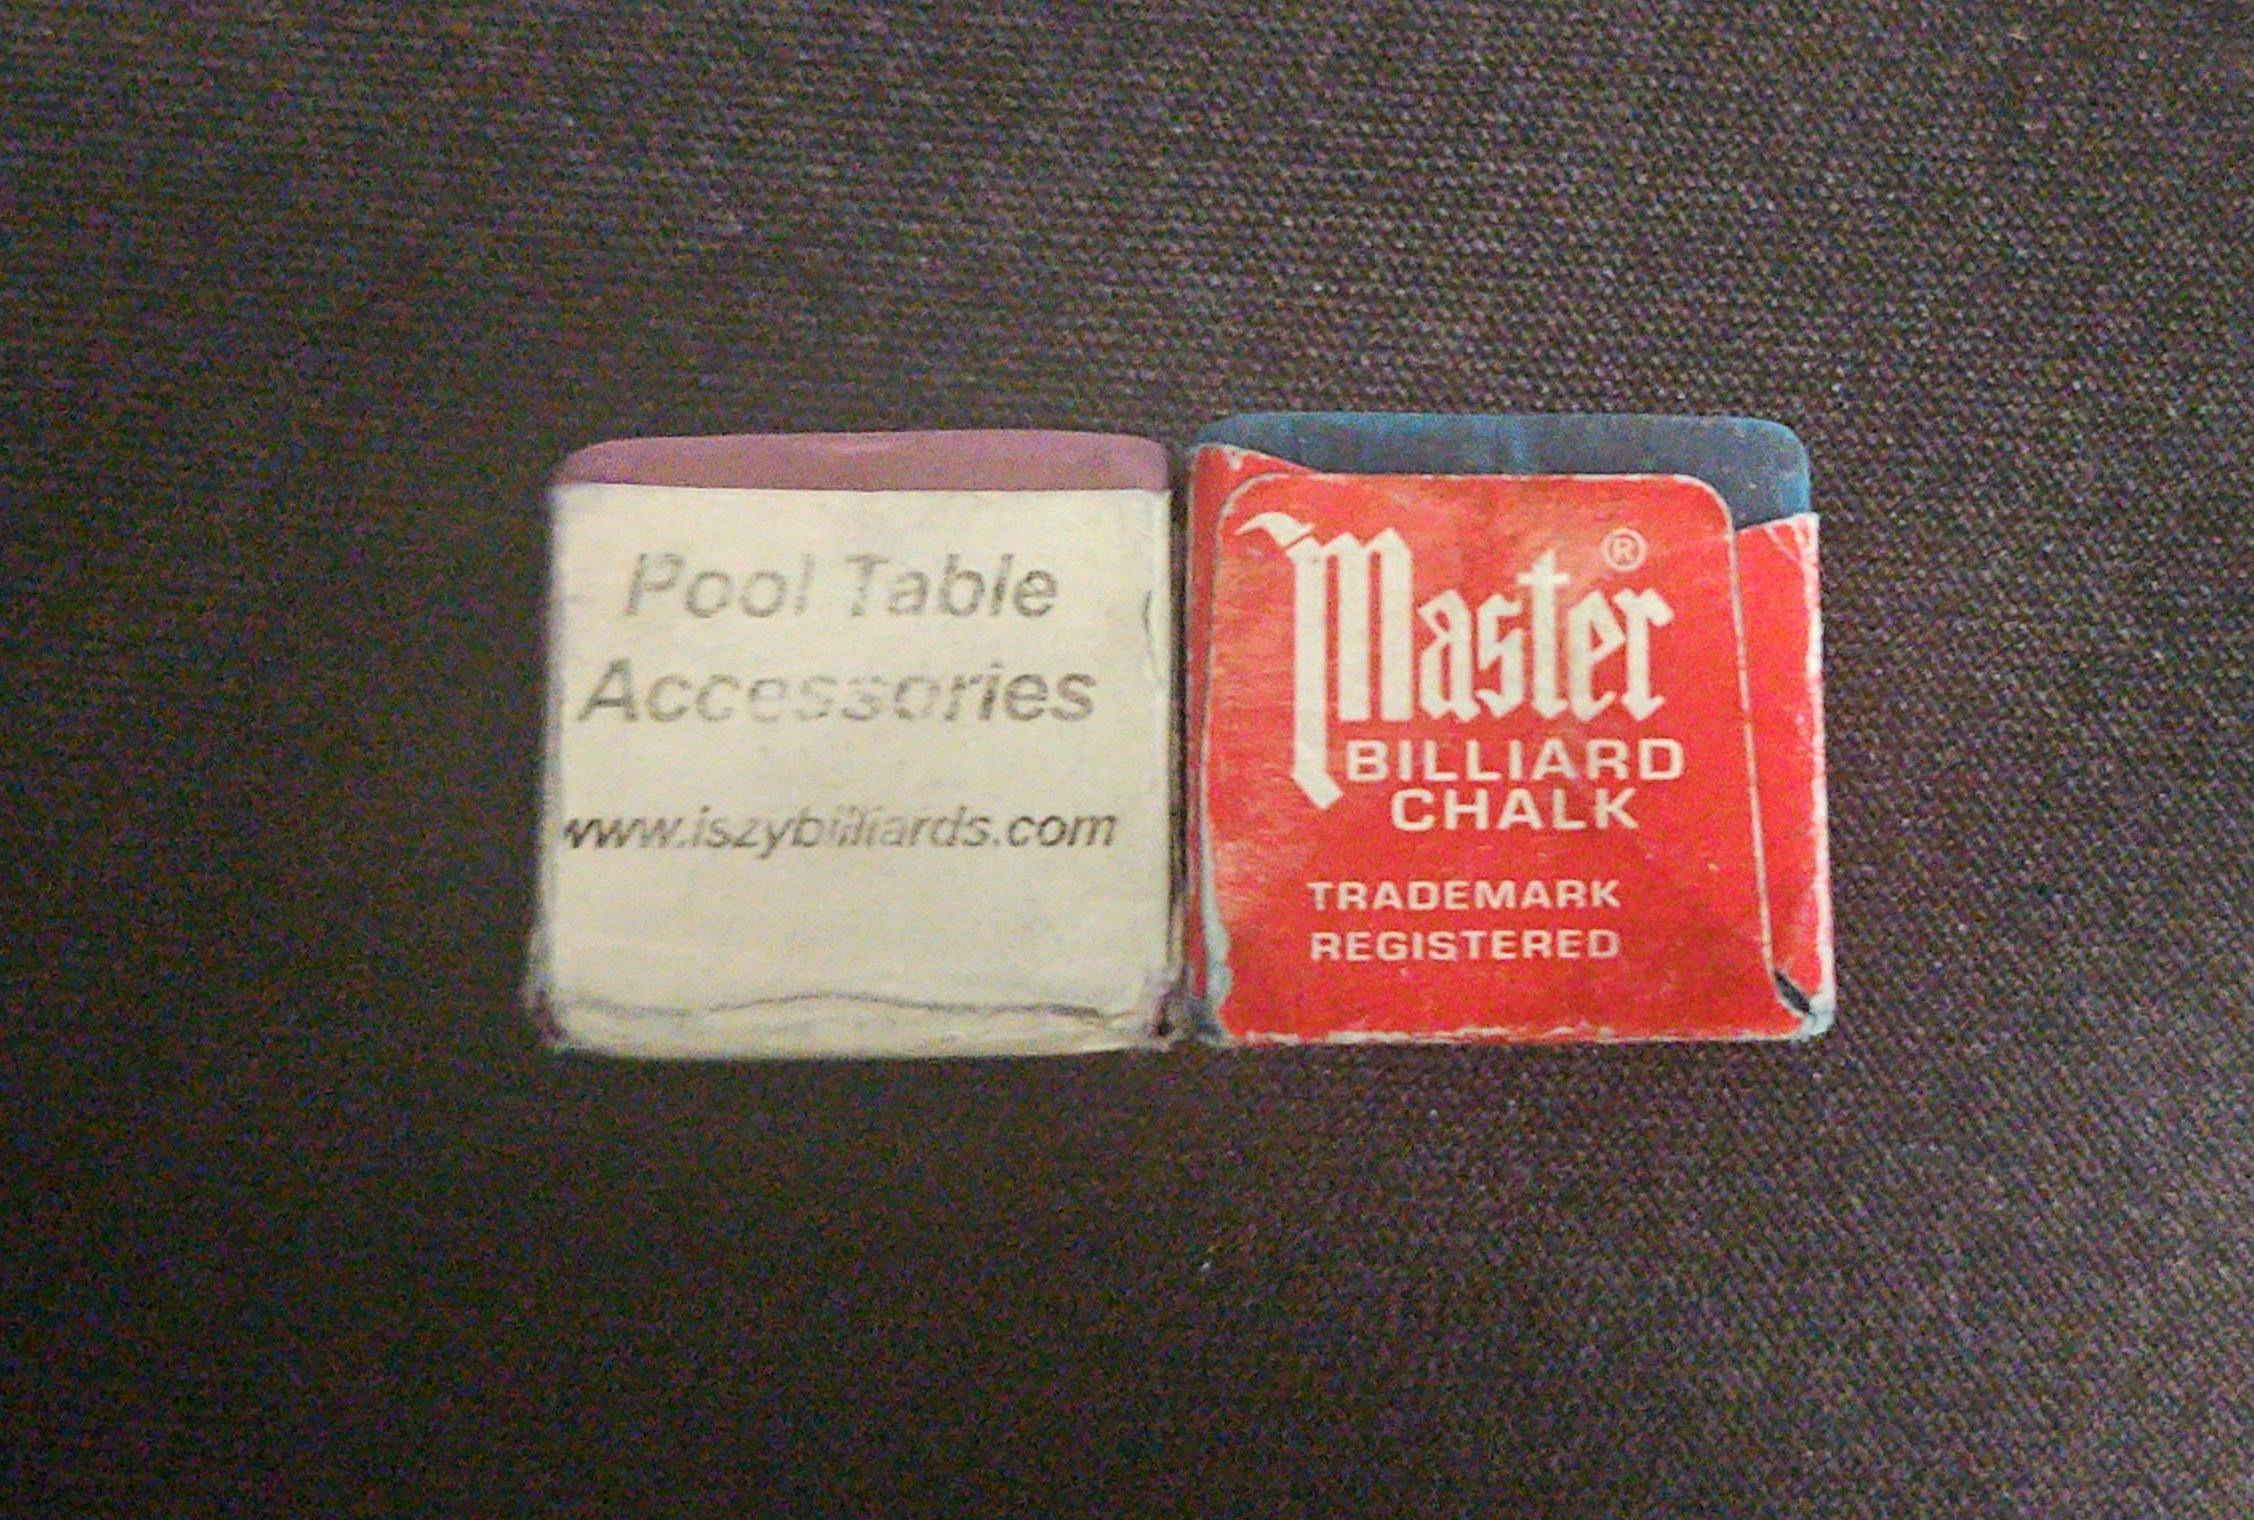 Pool Table
Accessories
www.iszybilliards.com
Master®
BILLIARD
CHALK
TRADEMARK
REGISTERED